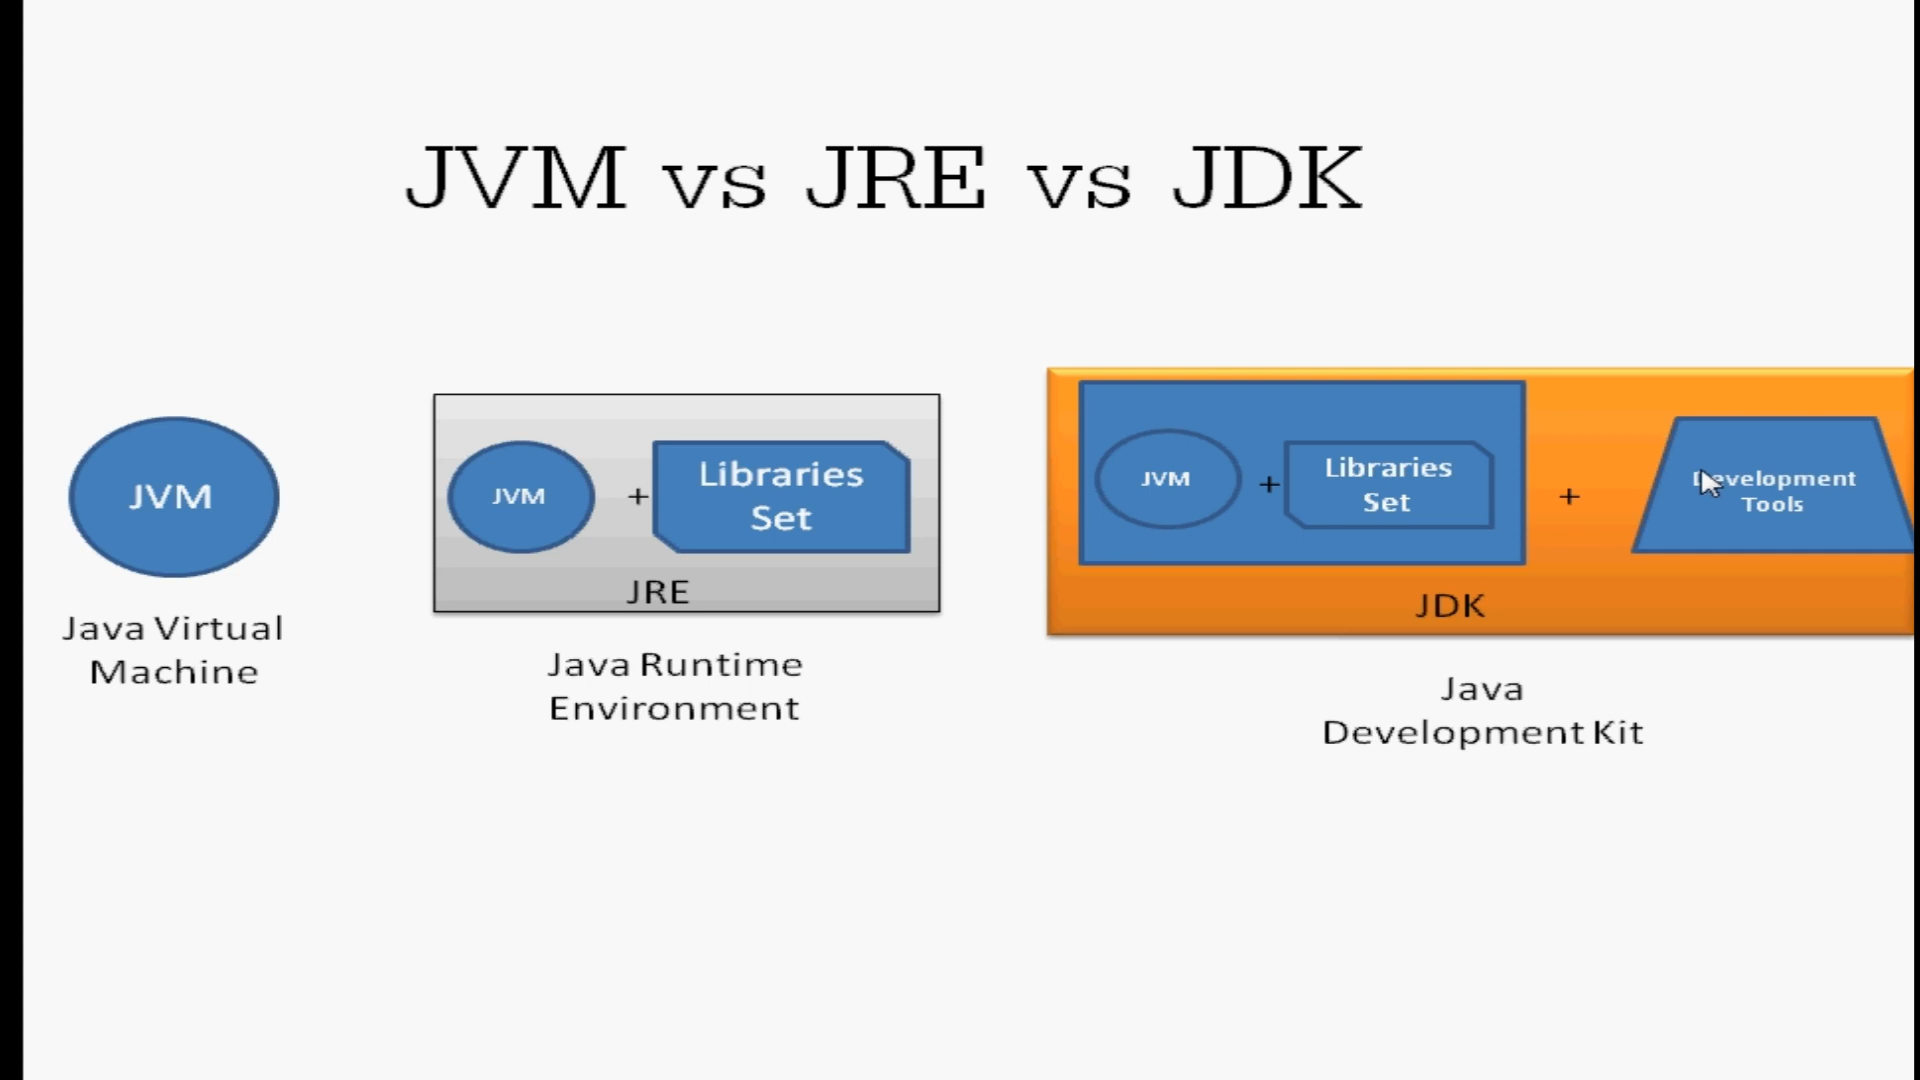 JVM vs JRE vs JDK
JVM
Java Virtual
Machine
JVM
+
Libraries
Set
JRE
Java Runtime
Environment
JVM
+
Libraries
Set
+
Development
Tools
JDK
Java
Development Kit